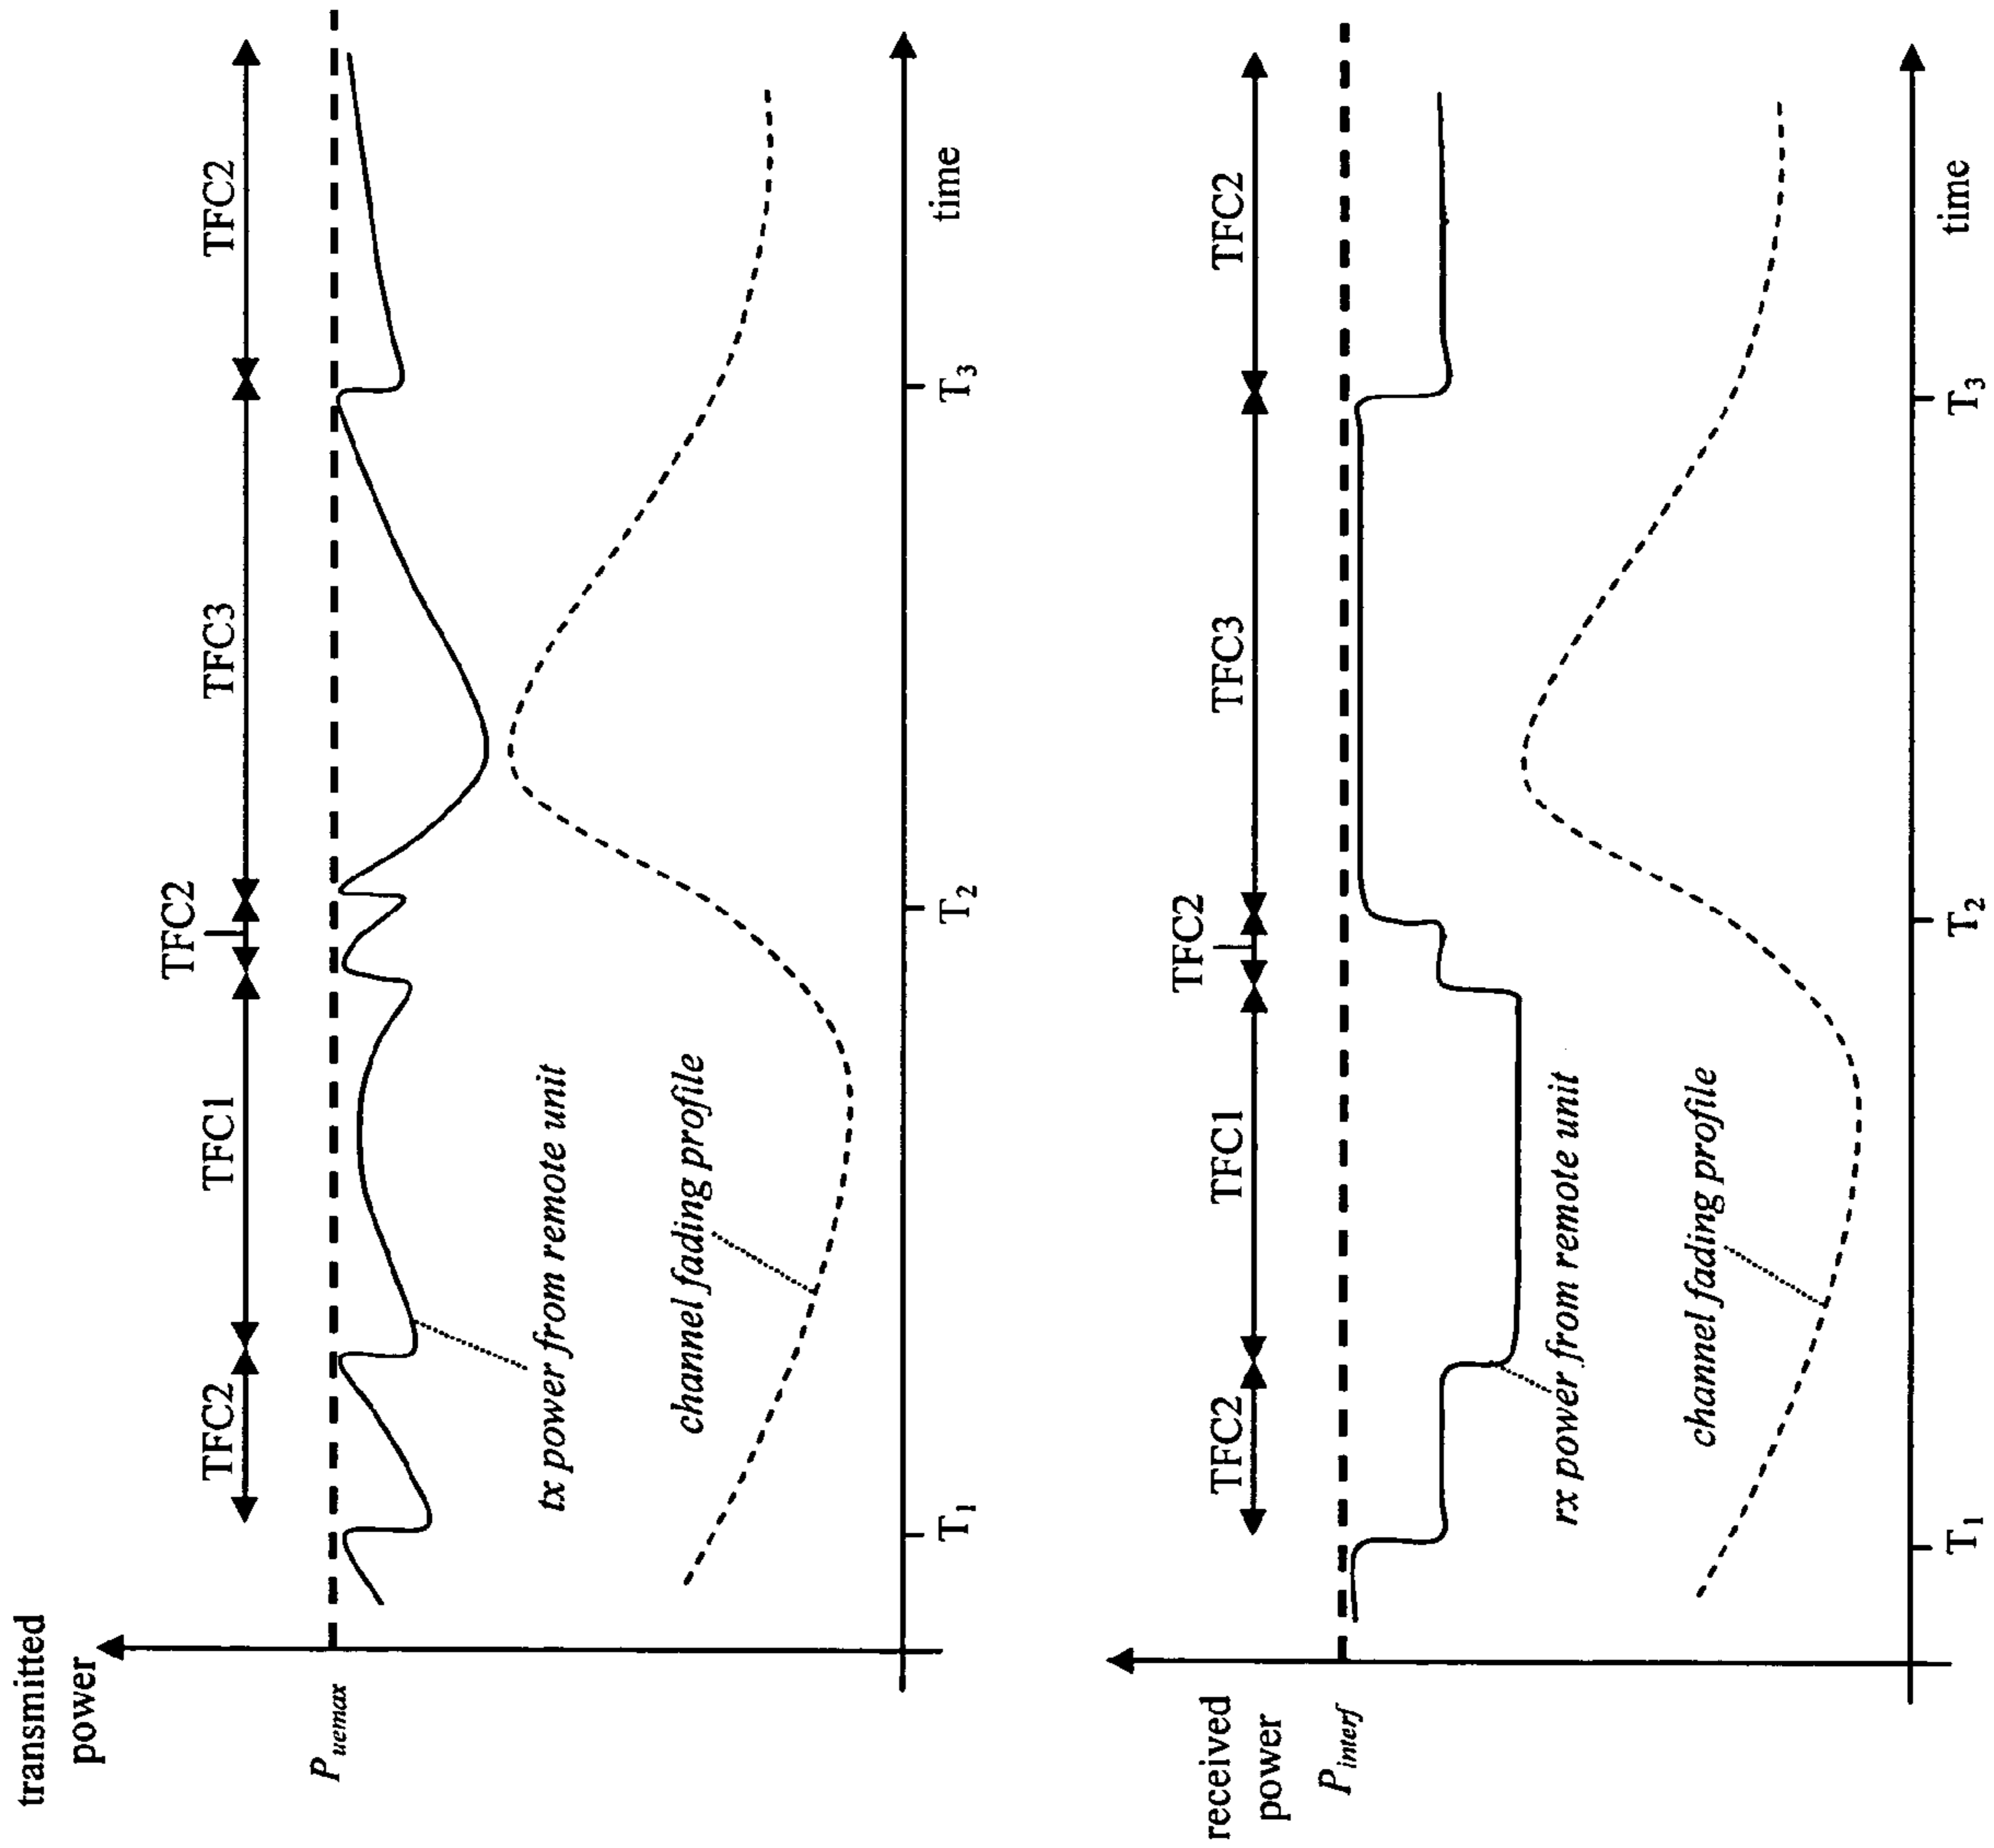 transmitted
power
P uemax
TFC2
TFC1
TFC2
TFC3
TFC2
tx power from remote unit
channel fading profile
T1
T2
T3
time
received
power
P interf
TFC2
TFC1
TFC2
TFC3
TFC2
rx power from remote unit
channel fading profile
T1
T2
T3
time